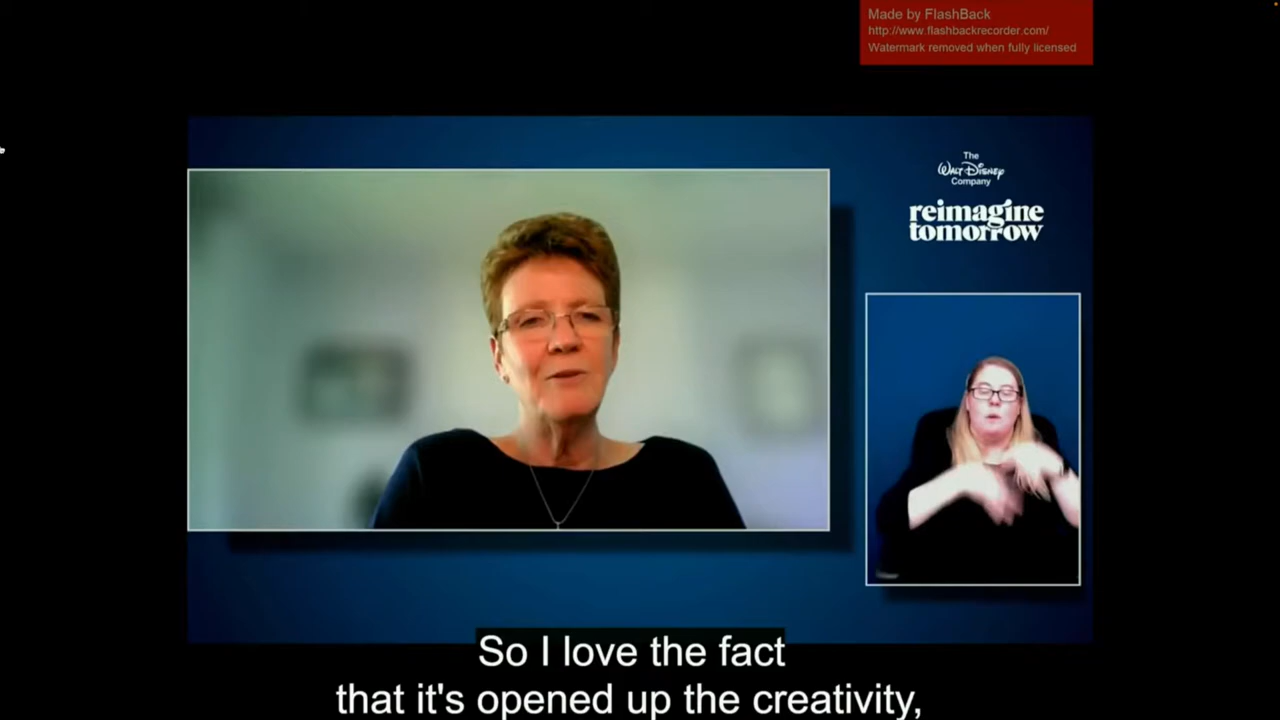 Made by FlashBack
http://www.flashbackrecorder.com/
Watermark removed when fully licensed
The
WALT DISNEY
Company
reimagine
tomorrow
So I love the fact
that it's opened up the creativity,